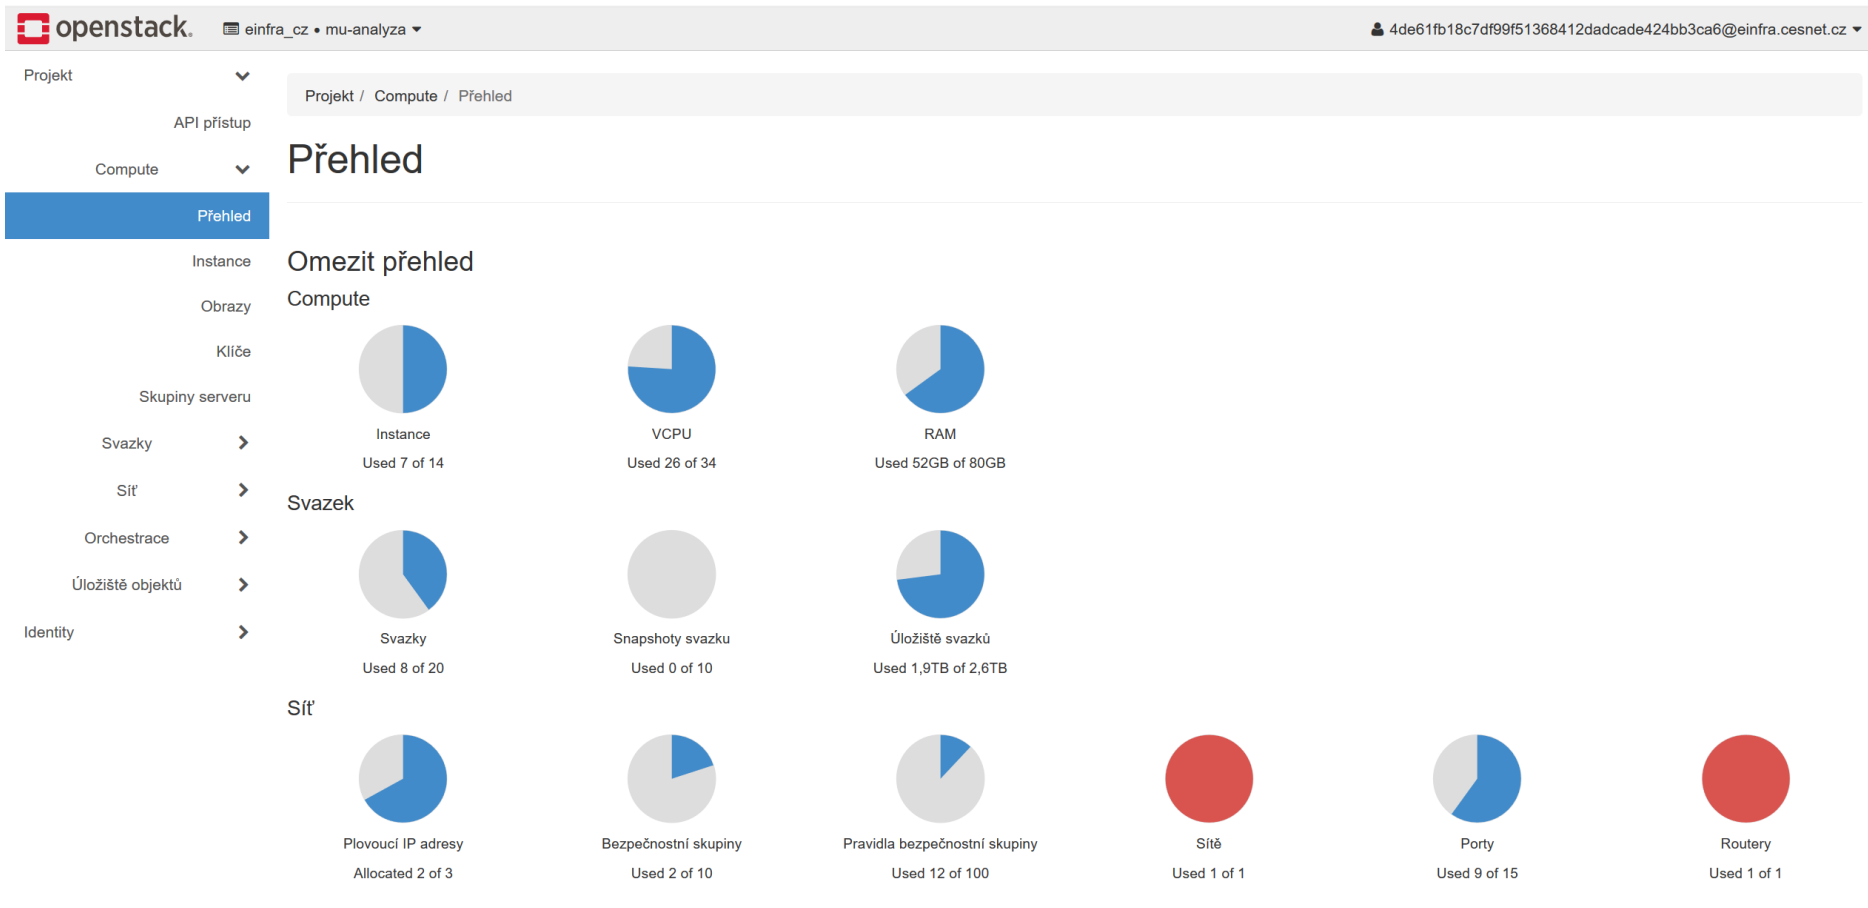 openstack.
einfra_cz • mu-analyza
4de61fb18c7df99f51368412dadcade424bb3ca6@einfra.cesnet.cz
Projekt
API přístup
Compute
Přehled
Instance
Obrazy
Klíče
Skupiny serveru
Svazky
Síť
Orchestrace
Úložiště objektů
Identity
Projekt / Compute / Přehled
Přehled
Omezit přehled
Compute
Instance
Used 7 of 14
VCPU
Used 26 of 34
RAM
Used 52GB of 80GB
Svazek
Svazky
Used 8 of 20
Snapshoty svazku
Used 0 of 10
Úložiště svazků
Used 1,9TB of 2,6TB
Síť
Plovoucí IP adresy
Allocated 2 of 3
Bezpečnostní skupiny
Used 2 of 10
Pravidla bezpečnostní skupiny
Used 12 of 100
Sítě
Used 1 of 1
Porty
Used 9 of 15
Routery
Used 1 of 1